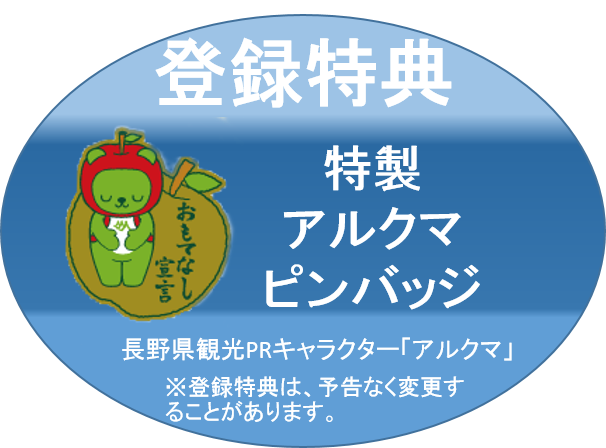 登録特典
特製
アルクマ
ピンバッジ
おもてなし
宣言
長野県観光PRキャラクター「アルクマ」
※登録特典は、予告なく変更す
ることがあります。